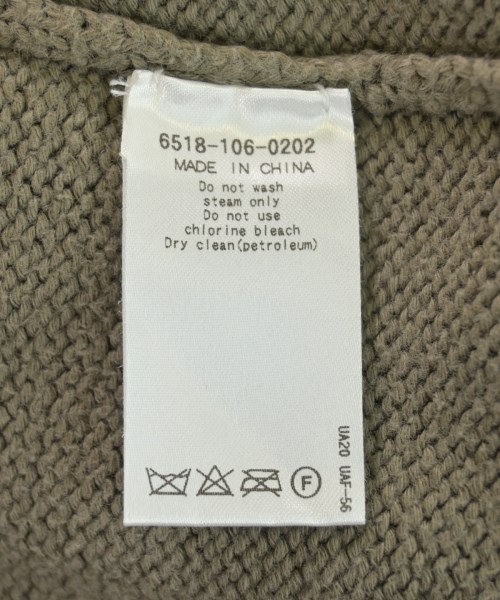 6518-106-0202
MADE IN CHINA
Do not wash
steam only
Do not use
chlorine bleach
Dry clean(petroleum)
F
UA20 UAF-56